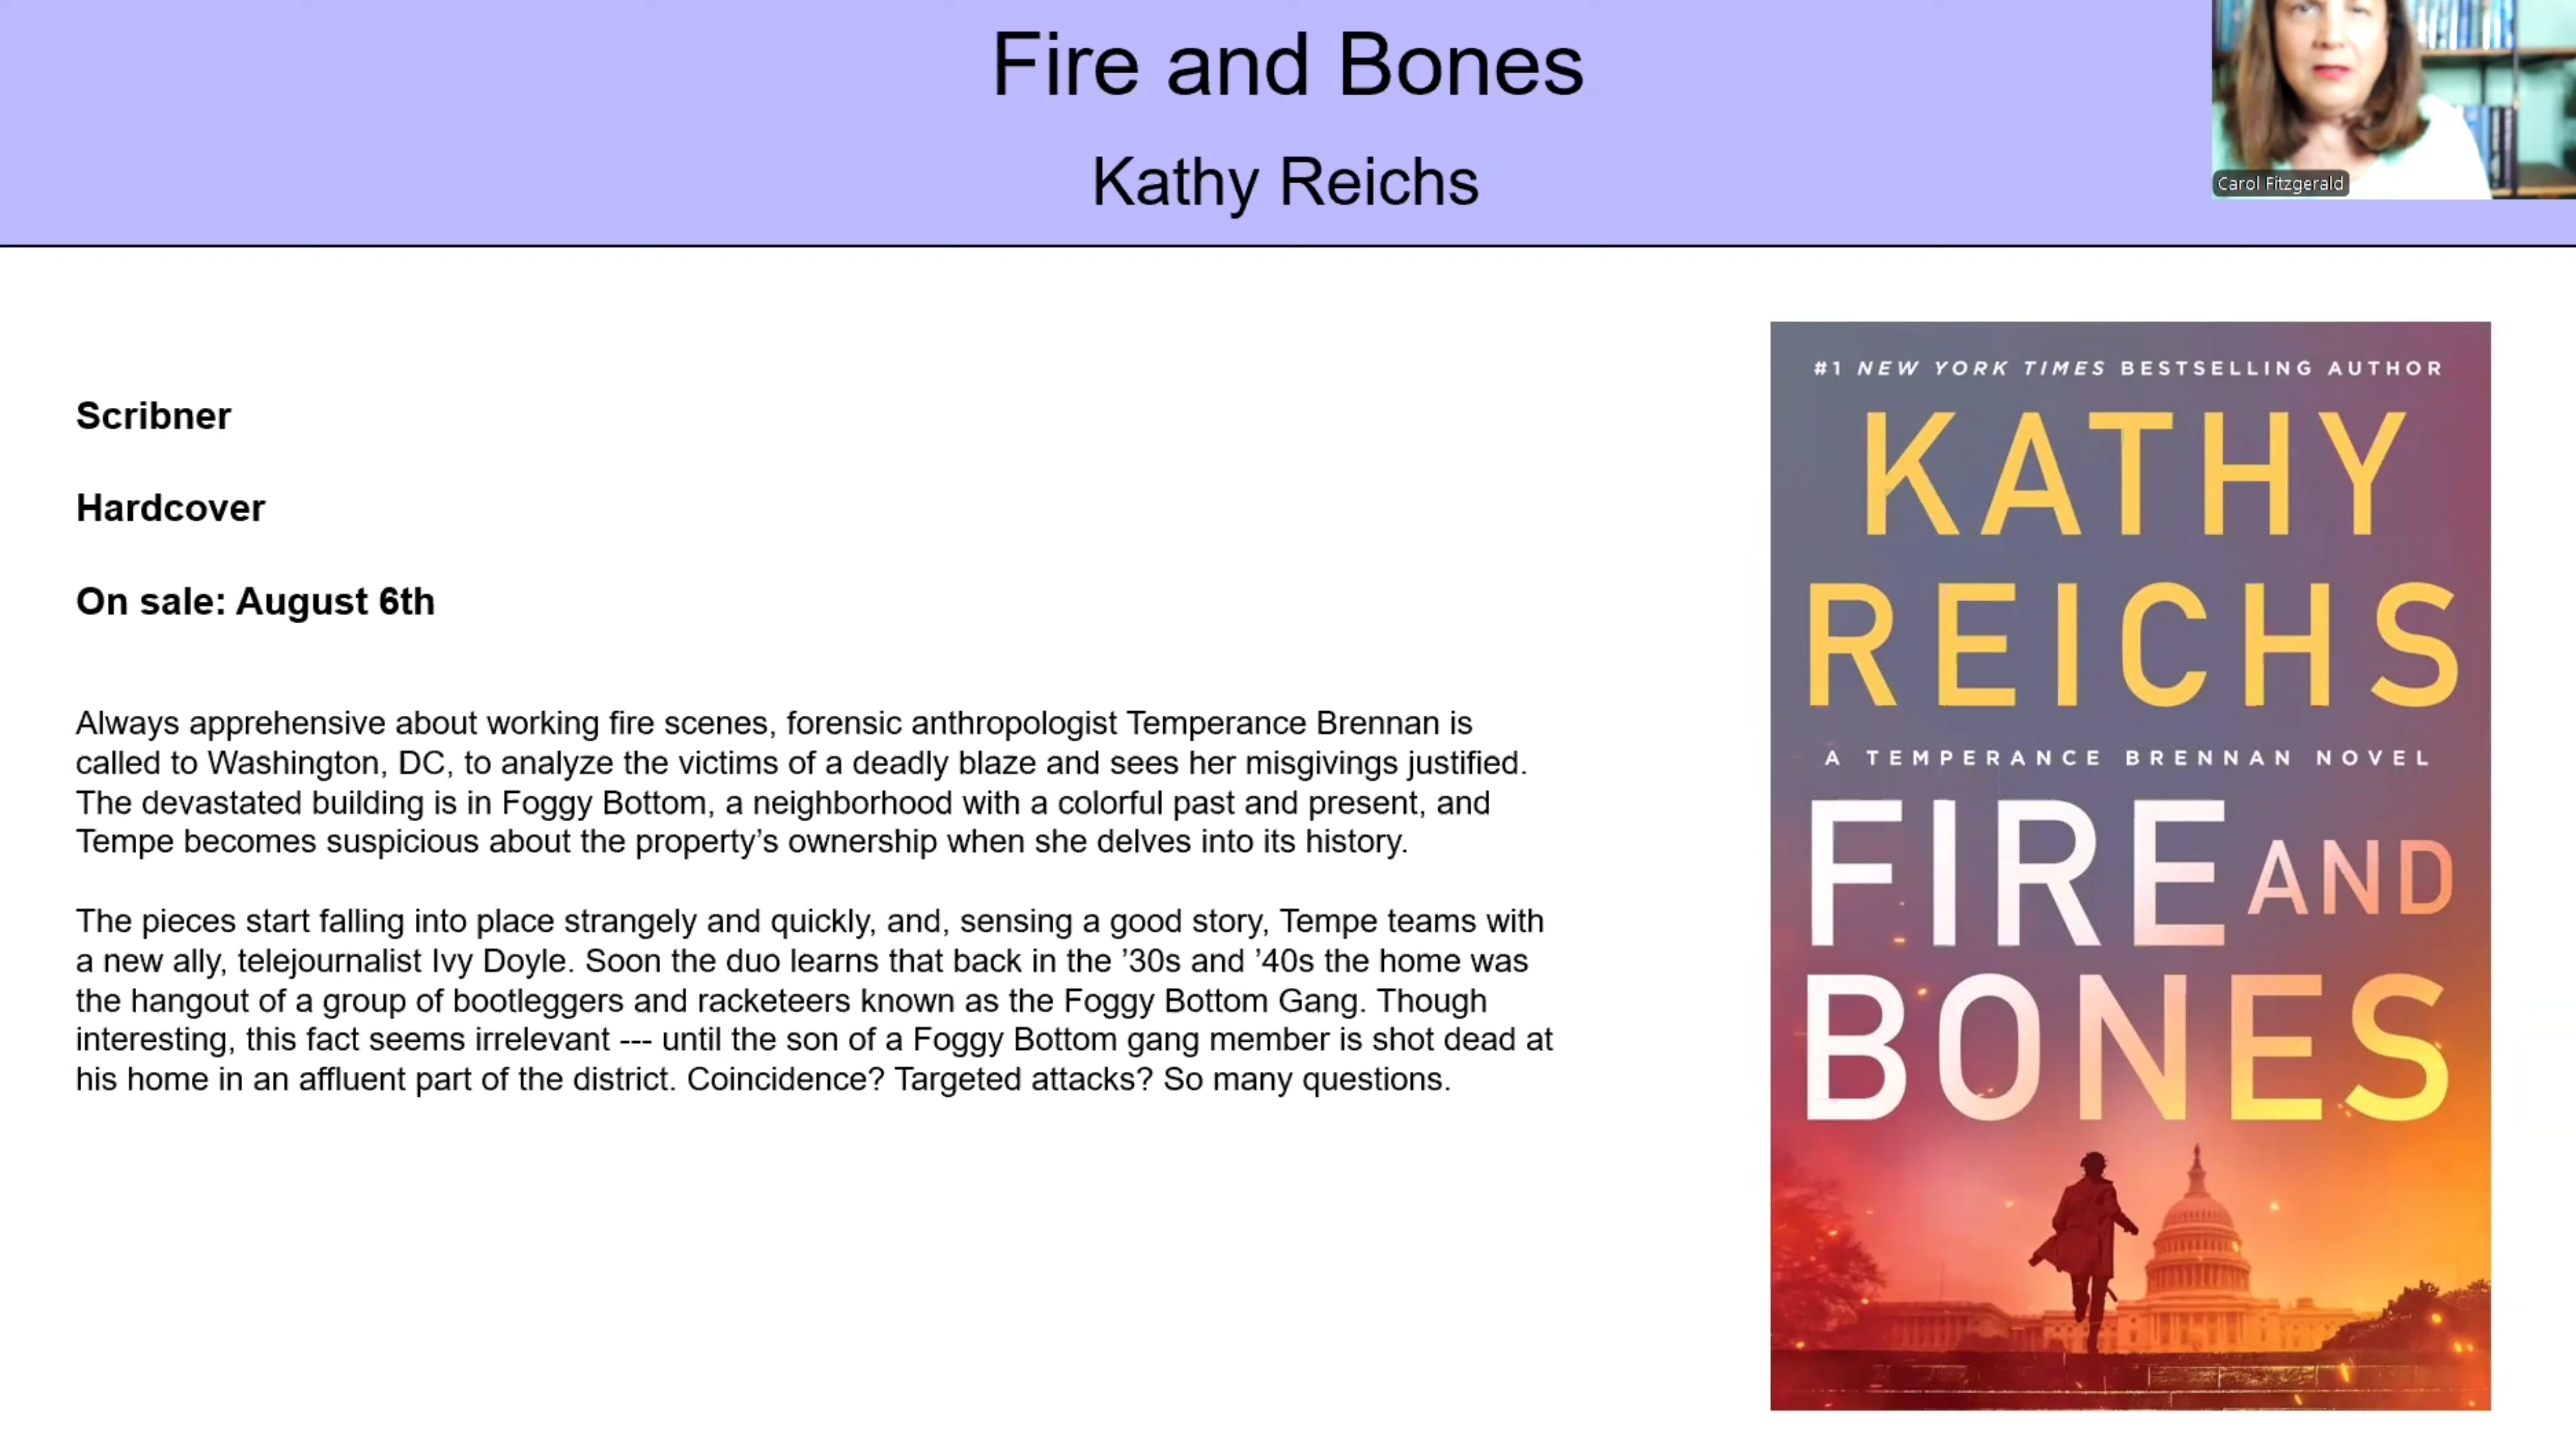 Fire and Bones
Kathy Reichs
Carol Fitzgerald
Scribner
Hardcover
On sale: August 6th
Always apprehensive about working fire scenes, forensic anthropologist Temperance Brennan is
called to Washington, DC, to analyze the victims of a deadly blaze and sees her misgivings justified.
The devastated building is in Foggy Bottom, a neighborhood with a colorful past and present, and
Tempe becomes suspicious about the property’s ownership when she delves into its history.
The pieces start falling into place strangely and quickly, and, sensing a good story, Tempe teams with
a new ally, telejournalist Ivy Doyle. Soon the duo learns that back in the ’30s and ’40s the home was
the hangout of a group of bootleggers and racketeers known as the Foggy Bottom Gang. Though
interesting, this fact seems irrelevant --- until the son of a Foggy Bottom gang member is shot dead at
his home in an affluent part of the district. Coincidence? Targeted attacks? So many questions.
#1 NEW YORK TIMES BESTSELLING AUTHOR
KATHY
REICHS
A TEMPERANCE BRENNAN NOVEL
FIRE AND
BONES